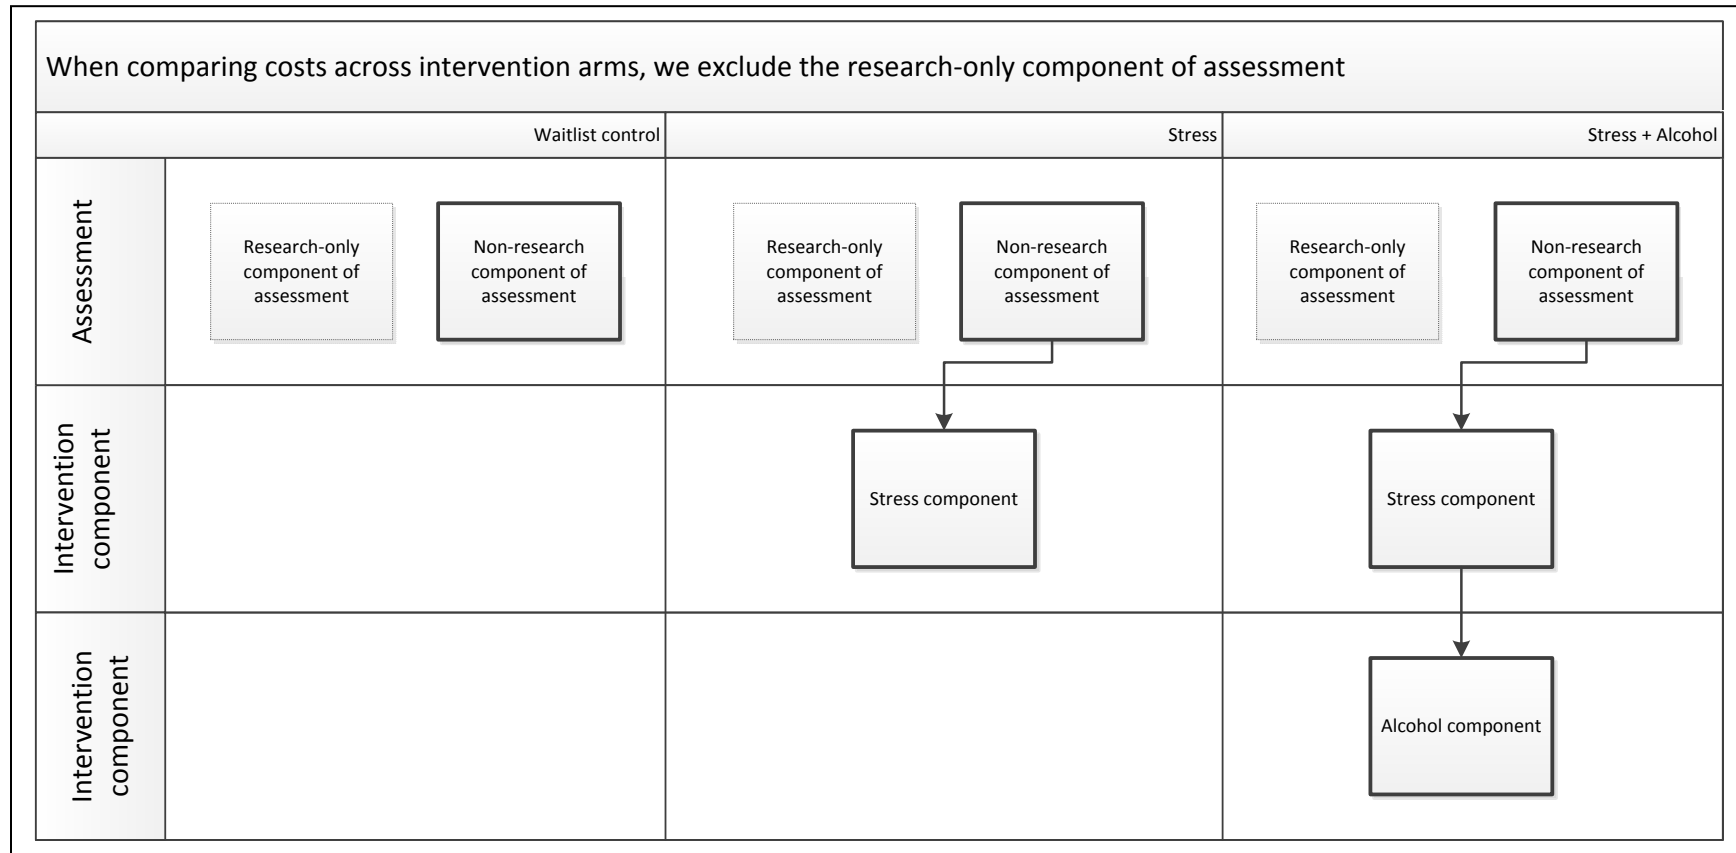 When comparing costs across intervention arms, we exclude the research-only component of assessment
Waitlist control
Stress
Stress + Alcohol
Assessment
Research-only
component of
assessment
Non-research
component of
assessment
Research-only
component of
assessment
Non-research
component of
assessment
Research-only
component of
assessment
Non-research
component of
assessment
Intervention
component
Stress component
Stress component
Intervention
component
Alcohol component